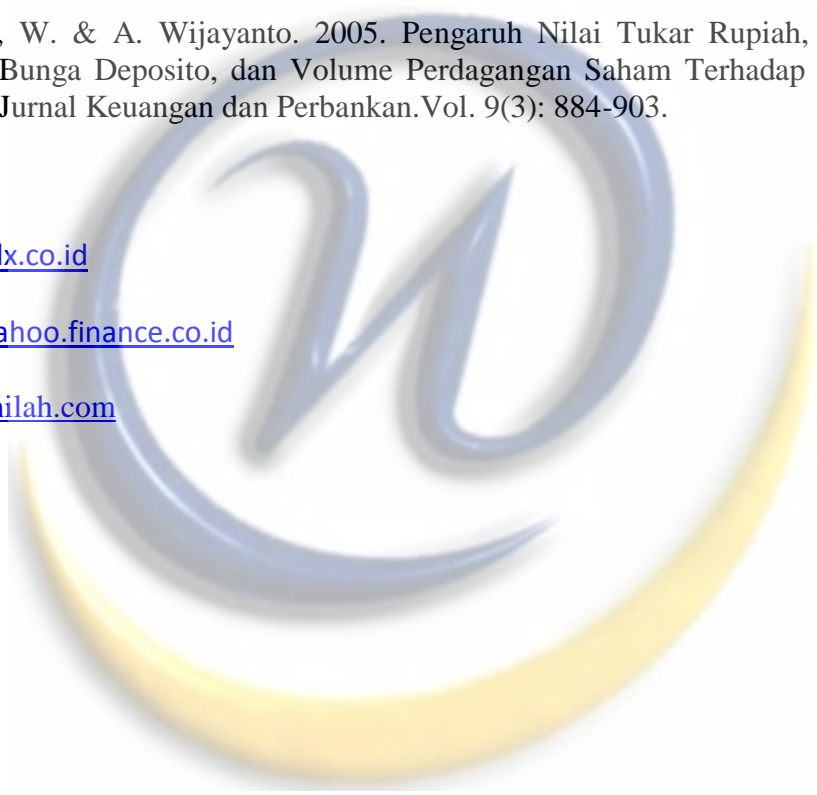 , W. & A. Wijayanto. 2005. Pengaruh Nilai Tukar Rupiah,
Bunga Deposito, dan Volume Perdagangan Saham Terhadap
Jurnal Keuangan dan Perbankan.Vol. 9(3): 884-903.
x.co.id
ahoo.finance.co.id
ilah.com